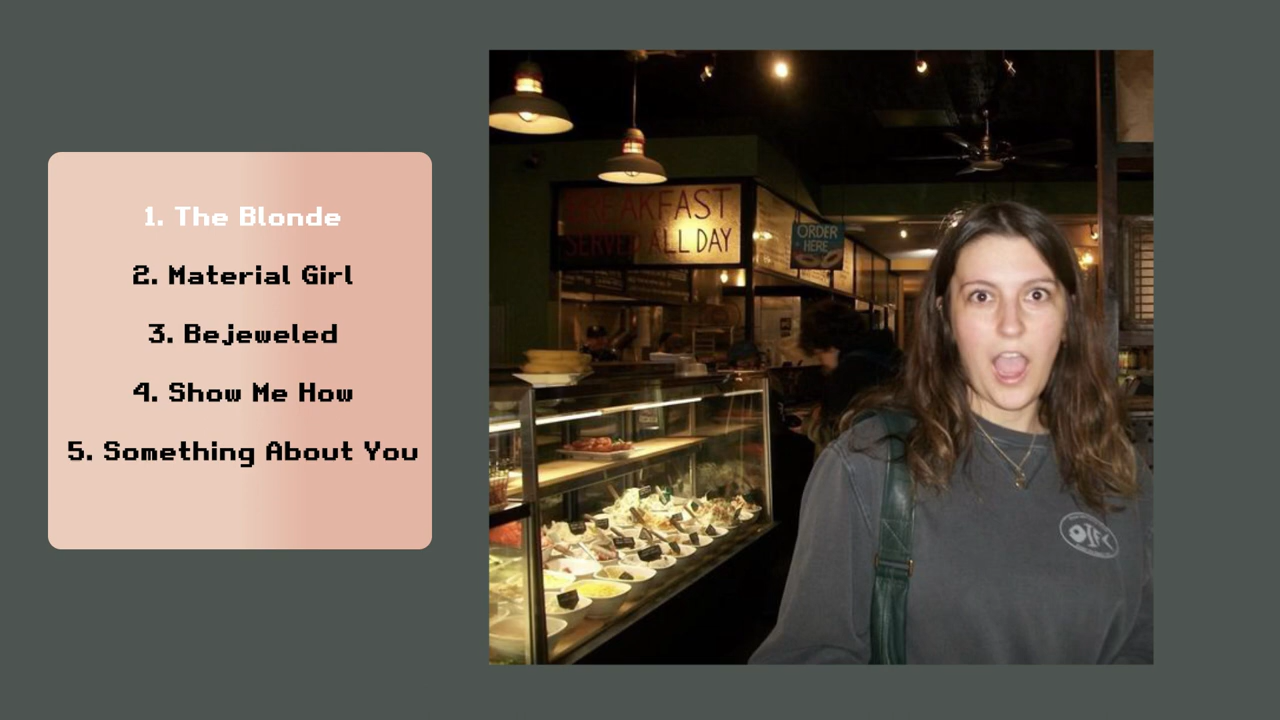 1. The Blonde
2. Material Girl
3. Bejeweled
4. Show Me How
5. Something About You
BREAKFAST
SERVED ALL DAY
ORDER
HERE